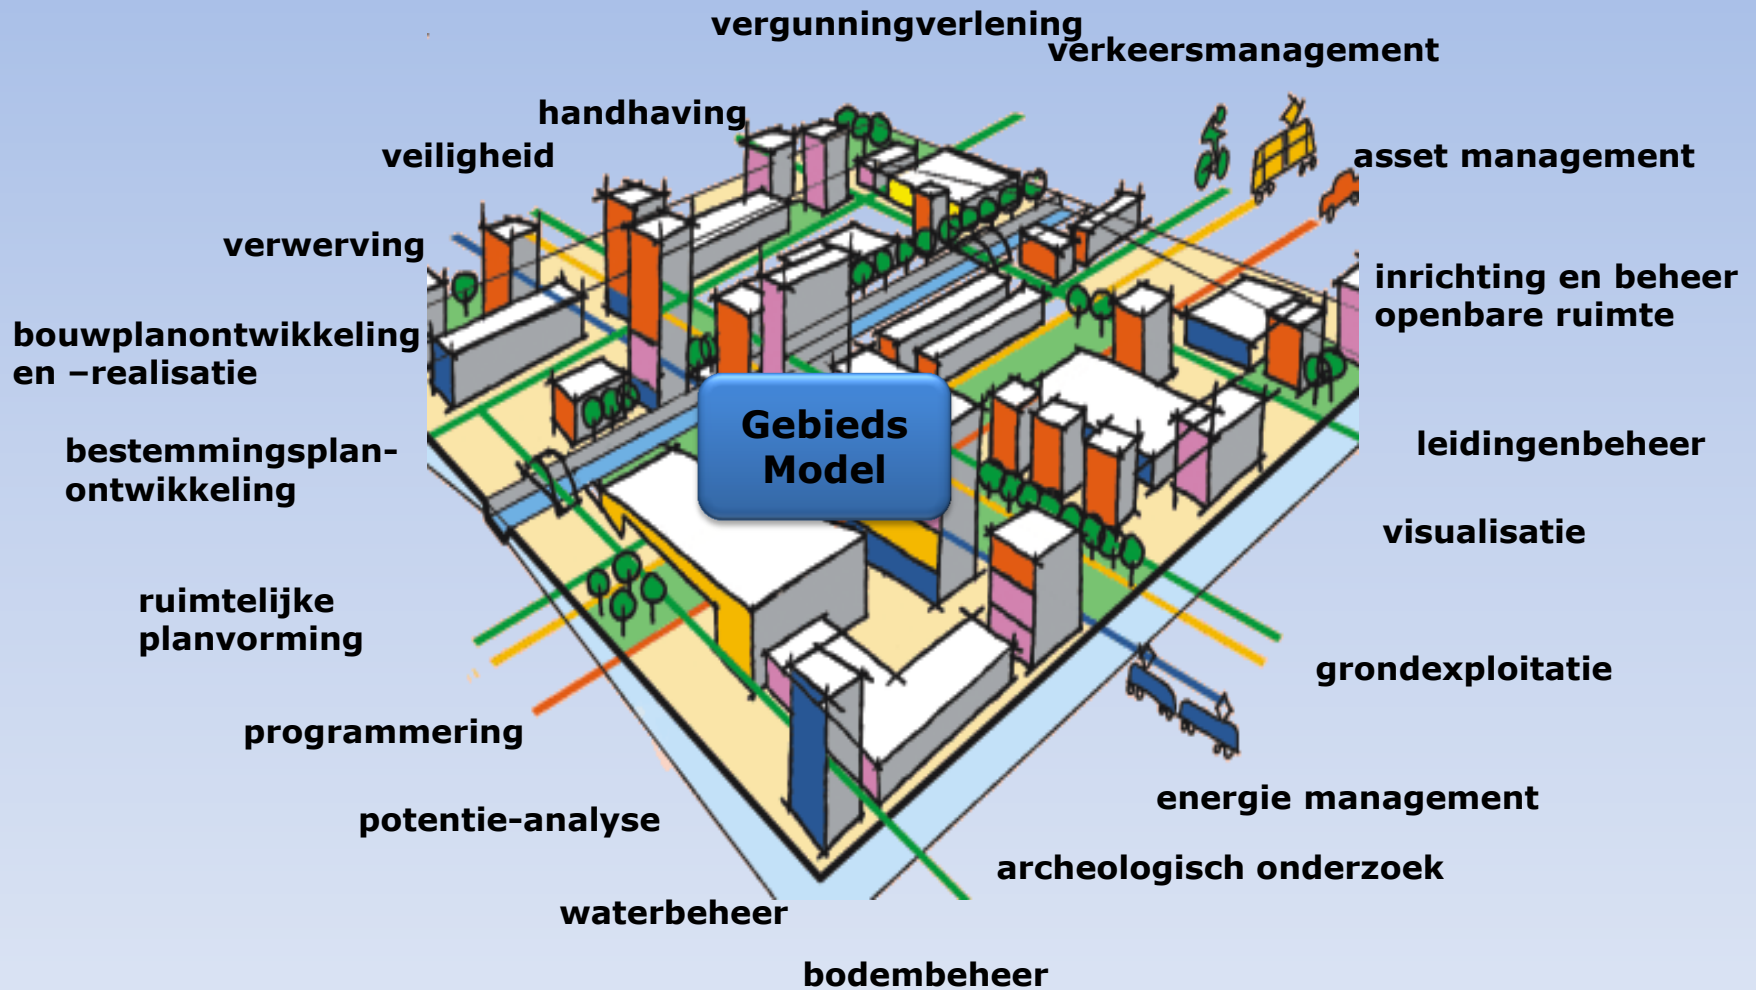 vergunningverlening
verkeersmanagement
handhaving
veiligheid
asset management
verwerving
inrichting en beheer
openbare ruimte
bouwplanontwikkeling
en –realisatie
Gebieds
Model
bestemmingsplan-
ontwikkeling
leidingenbeheer
visualisatie
ruimtelijke
planvorming
grondexploitatie
programmering
energie management
potentie-analyse
archeologisch onderzoek
waterbeheer
bodembeheer